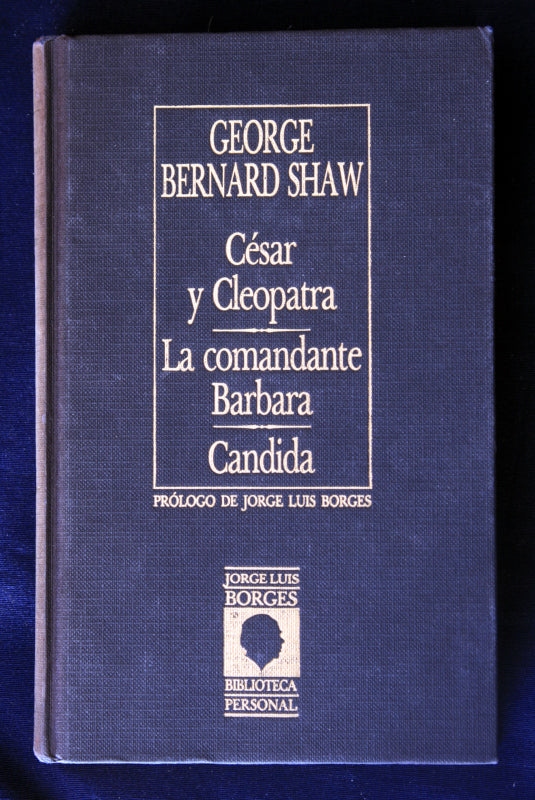 GEORGE
BERNARD SHAW
César
y Cleopatra
La comandante
Barbara
Candida
PRÓLOGO DE JORGE LUIS BORGES
JORGE LUIS
BORGES
BIBLIOTECA
PERSONAL